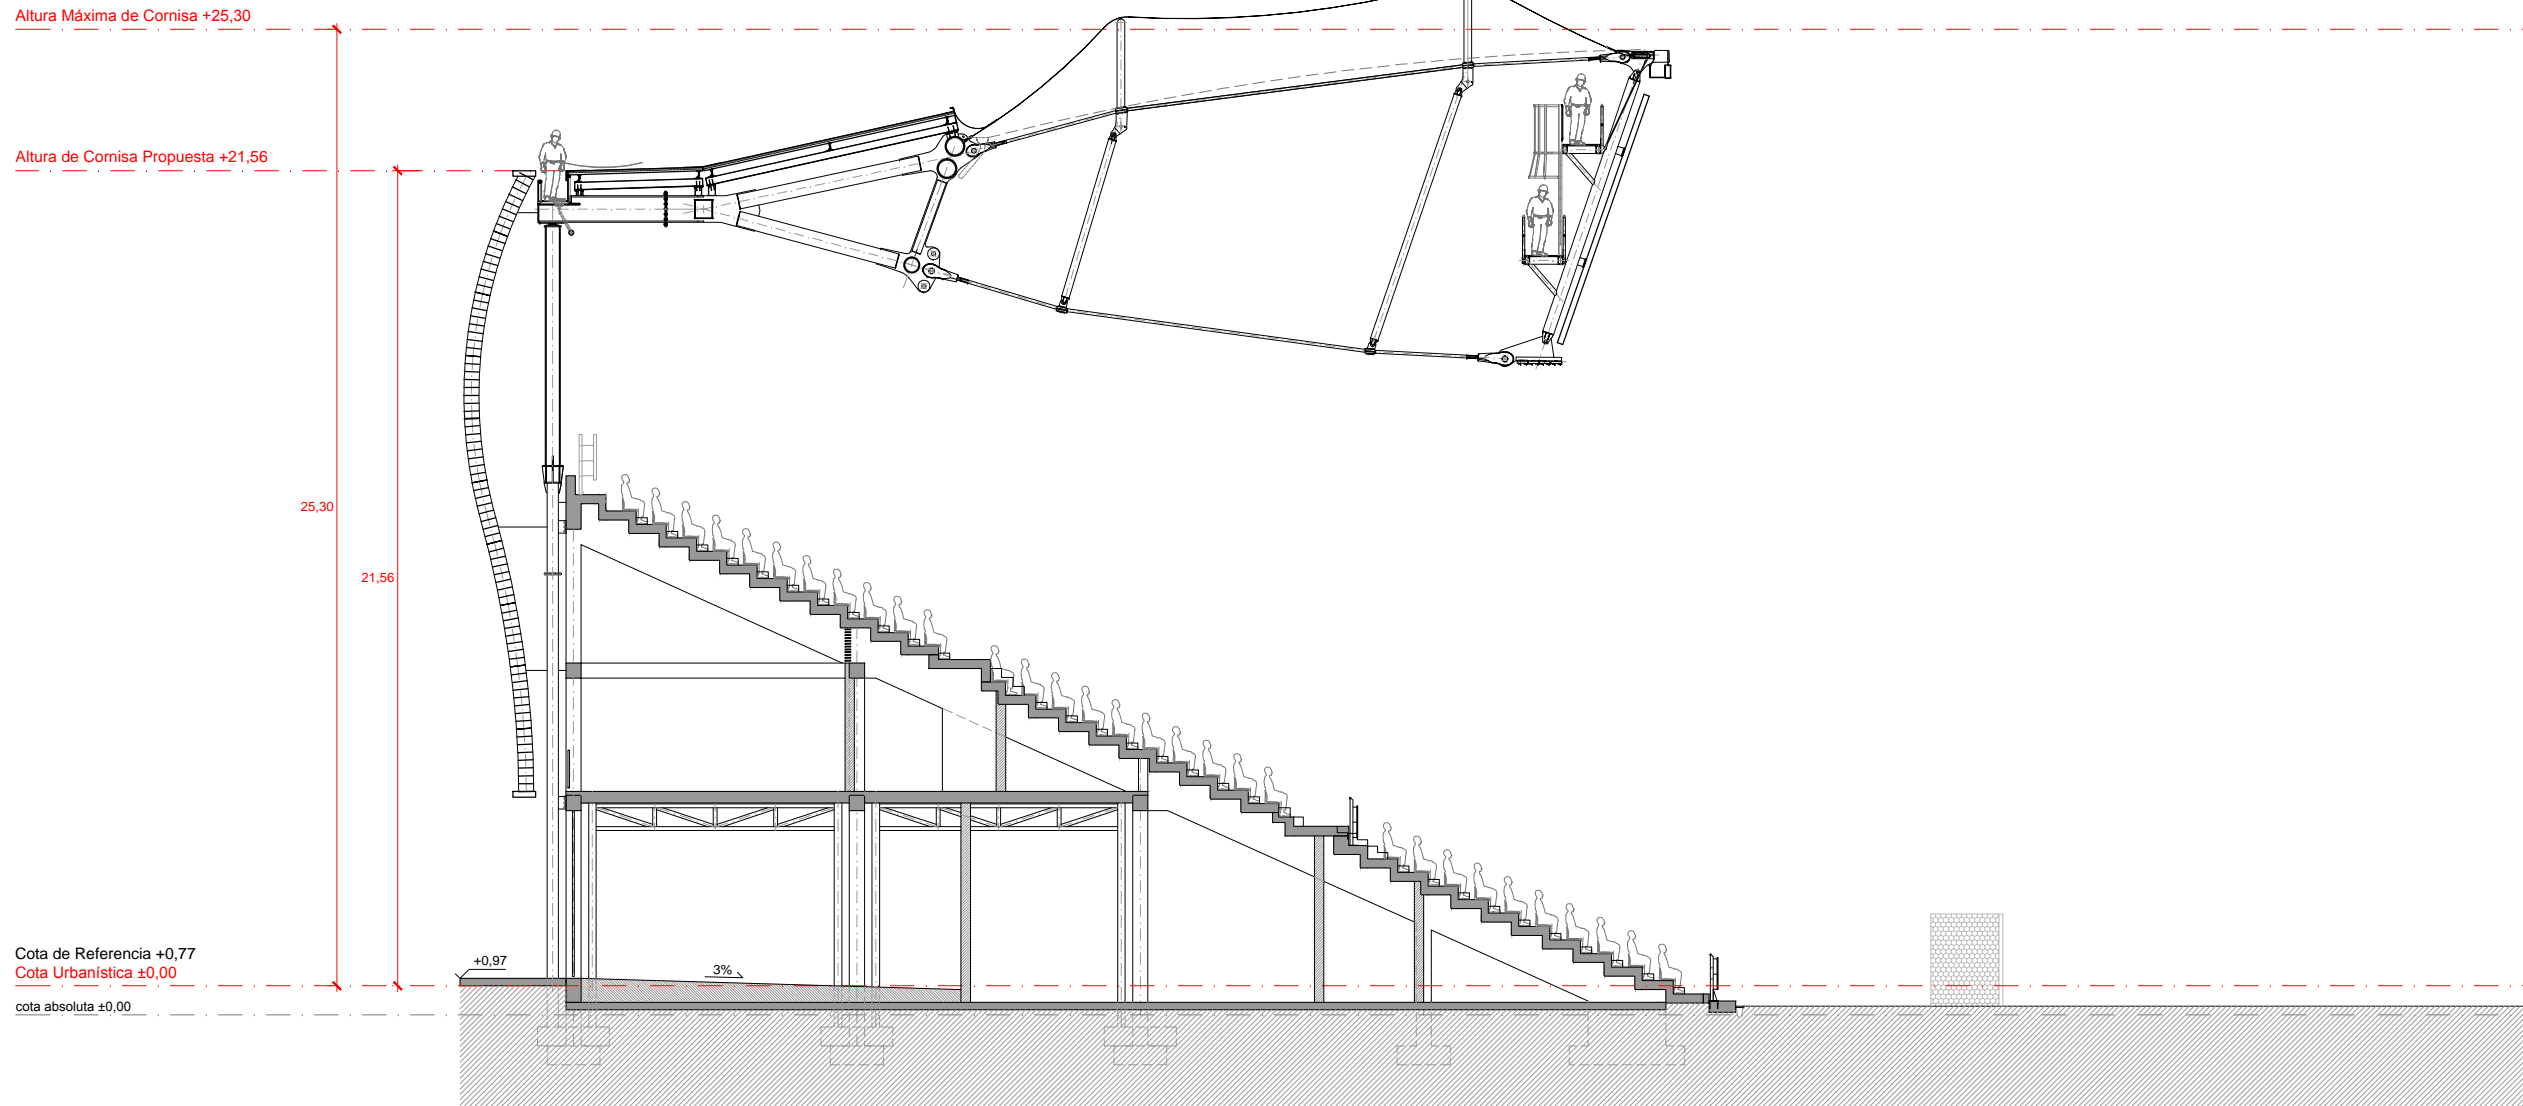 Altura Máxima de Cornisa +25,30
Altura de Cornisa Propuesta +21,56
25,30
21,56
Cota de Referencia +0,77
Cota Urbanística ±0,00
+0,97
3%
cota absoluta ±0,00